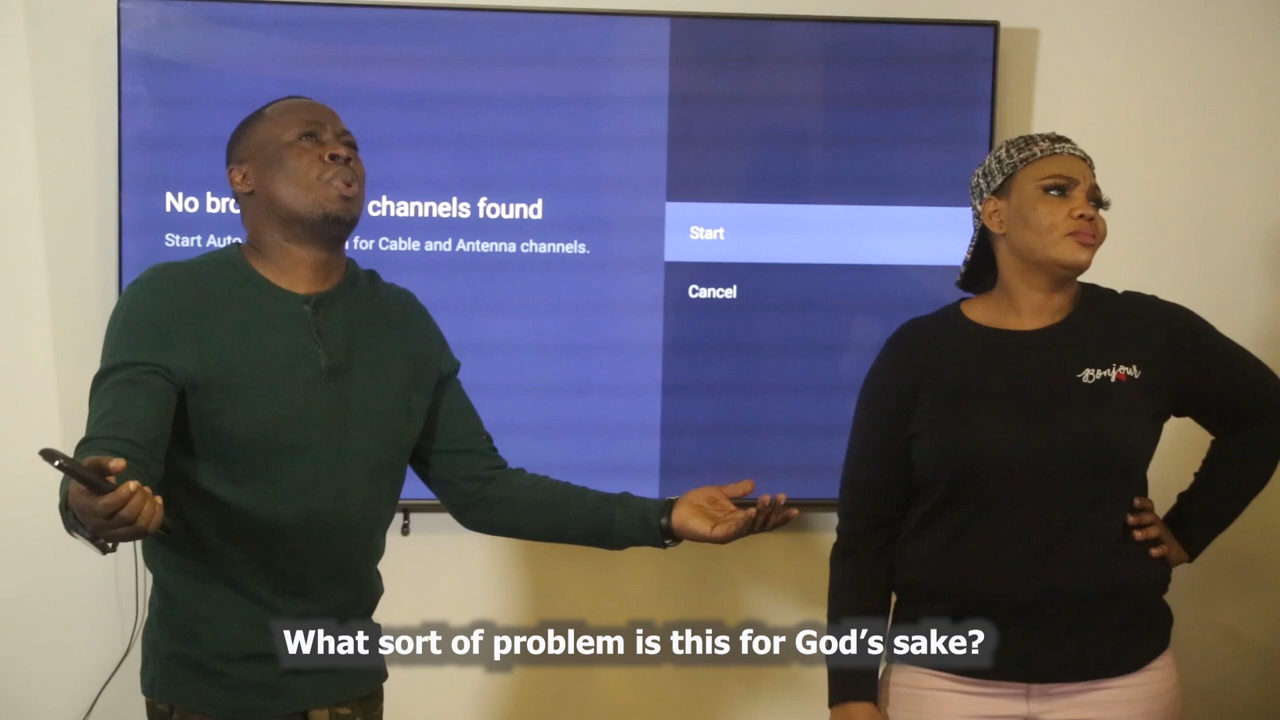 No bro channels found
Start Auto for Cable and Antenna channels.
Start
Cancel
Bonjour
What sort of problem is this for God’s sake?